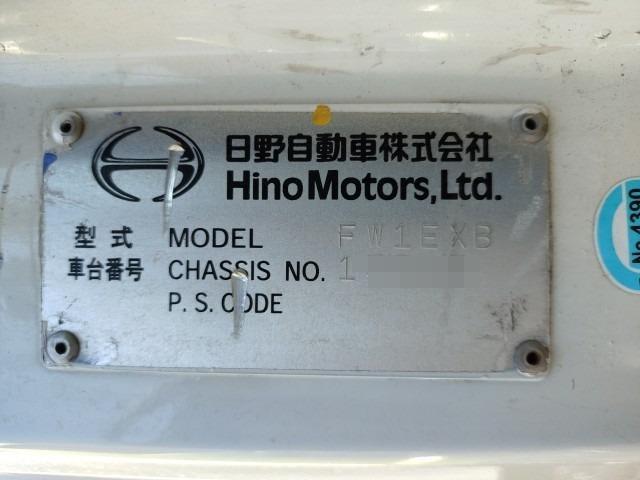 日野自動車株式会社
Hino Motors, Ltd.
型式 MODEL FW1EXB
車台番号 CHASSIS NO. 1
P. S. CODE
No.4390